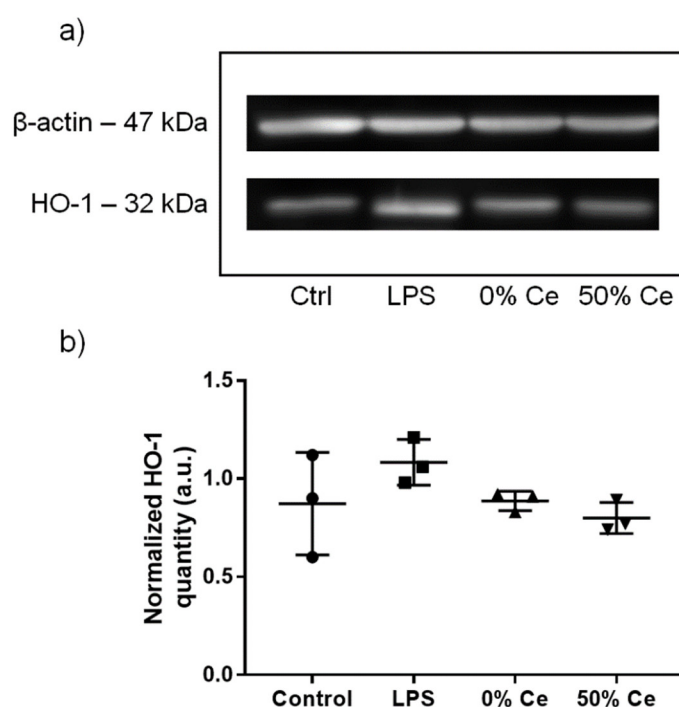 a)
β-actin – 47 kDa
HO-1 – 32 kDa
Ctrl LPS 0% Ce 50% Ce
b)
Normalized HO-1
quantity (a.u.)
1.5
1.0
0.5
0.0
Control LPS 0% Ce 50% Ce